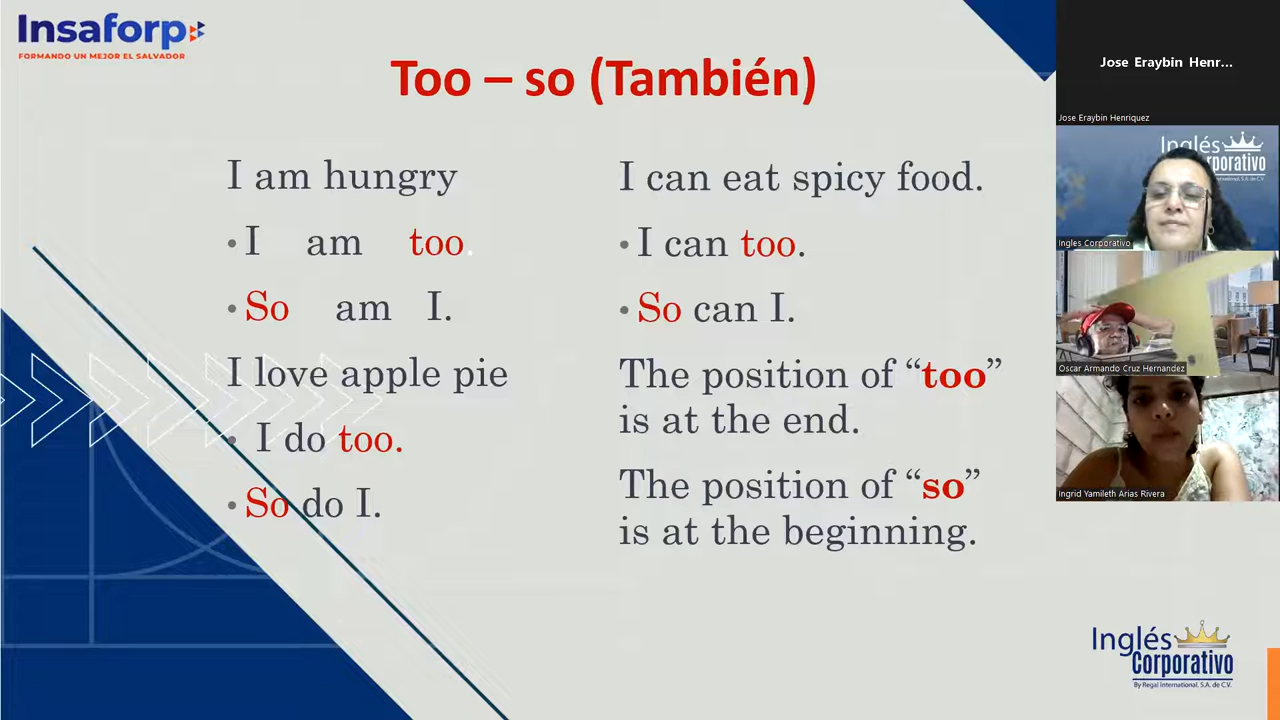 Insaforp
FORMANDO UN MEJOR EL SALVADOR
Too – so (También)
I am hungry
• I am too.
• So am I.
I love apple pie
• I do too.
• So do I.
I can eat spicy food.
• I can too.
• So can I.
The position of “too”
is at the end.
The position of “so”
is at the beginning.
Jose Eraybin Henr...
Jose Eraybin Henriquez
Inglés
Corporativo
Ingles Corporativo
Oscar Armando Cruz Hernandez
Ingrid Yamileth Arias Rivera
Inglés
Corporativo
By Regal International, S.A. de C.V.